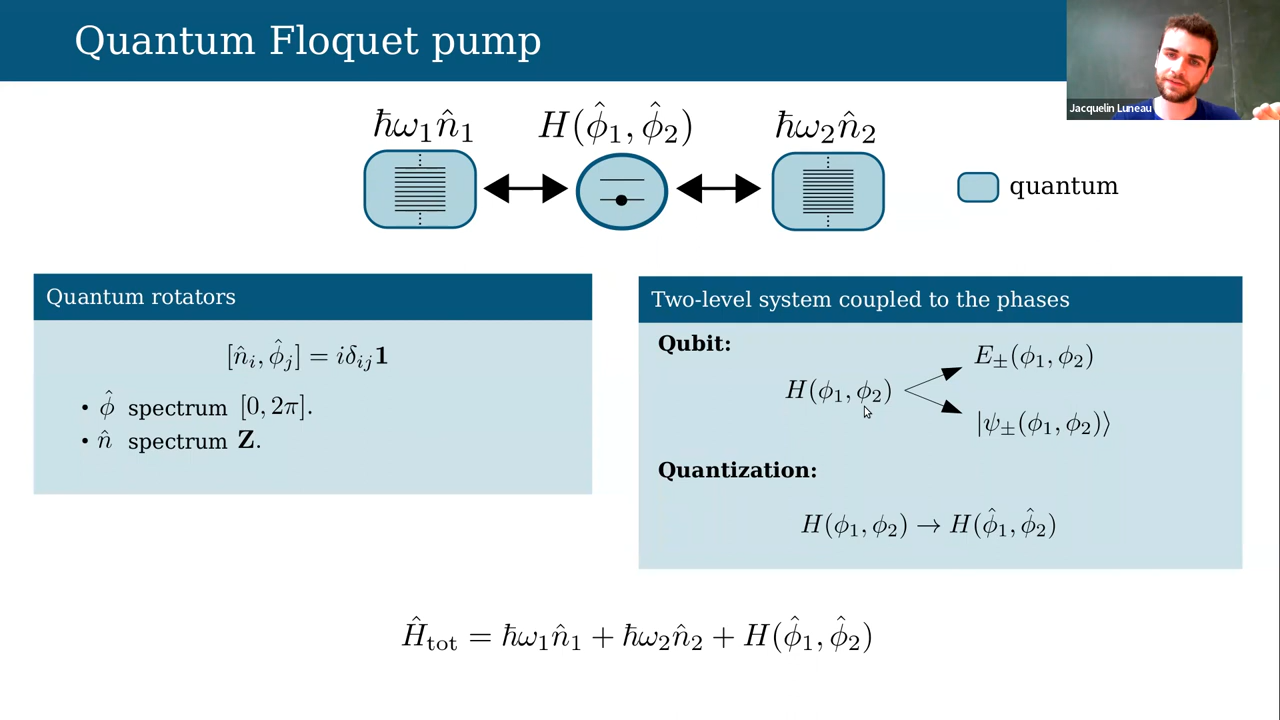 Quantum Floquet pump
Jacquelin Luneau
ħω₁n̂₁
H(ϕ̂₁, ϕ̂₂)
ħω₂n̂₂
quantum
Quantum rotators
[n̂ᵢ, ϕ̂ⱼ] = iδᵢⱼ𝟏
• ϕ̂ spectrum [0, 2π].
• n̂ spectrum 𝐙.
Two-level system coupled to the phases
Qubit:
E±(ϕ₁, ϕ₂)
H(ϕ₁, ϕ₂)
|ψ±(ϕ₁, ϕ₂)⟩
Quantization:
H(ϕ₁, ϕ₂) → H(ϕ̂₁, ϕ̂₂)
Ĥtot = ħω₁n̂₁ + ħω₂n̂₂ + H(ϕ̂₁, ϕ̂₂)